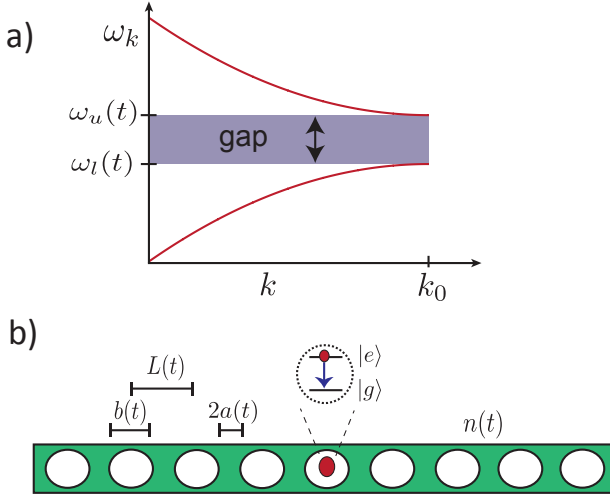 a)
ω_k
ω_u(t)
gap
ω_l(t)
k
k_0
b)
|e⟩
L(t)
|g⟩
b(t)
2a(t)
n(t)